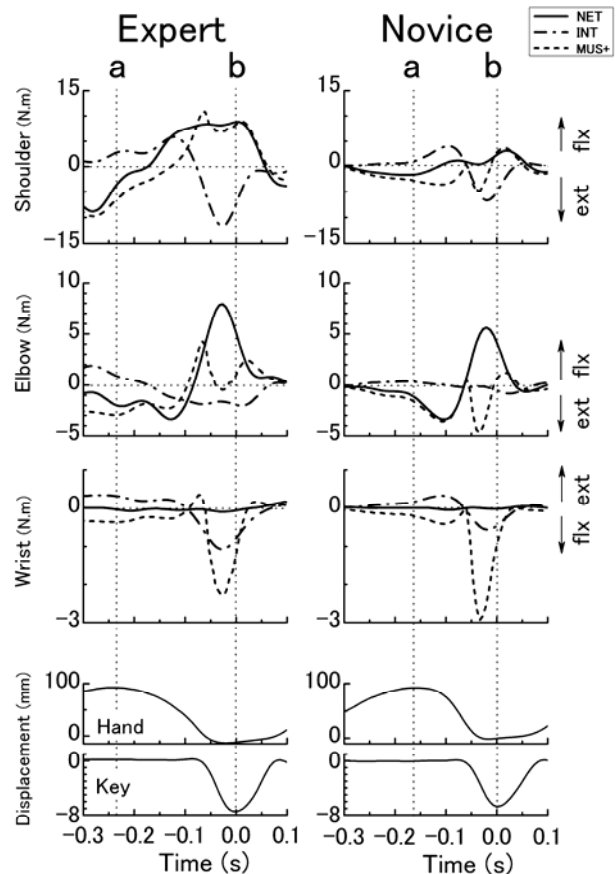 Expert
Novice
NET
INT
MUS+
a
b
a
b
Shoulder (N.m)
15
0
-15
15
0
-15
flx
ext
Elbow (N.m)
10
5
0
-5
10
5
0
-5
flx
ext
Wrist (N.m)
0
-3
0
-3
ext
flx
Displacement (mm)
100
0
Hand
100
0
0
-8
Key
0
-8
-0.3 -0.2 -0.1 0.0 0.1
-0.3 -0.2 -0.1 0.0 0.1
Time (s)
Time (s)